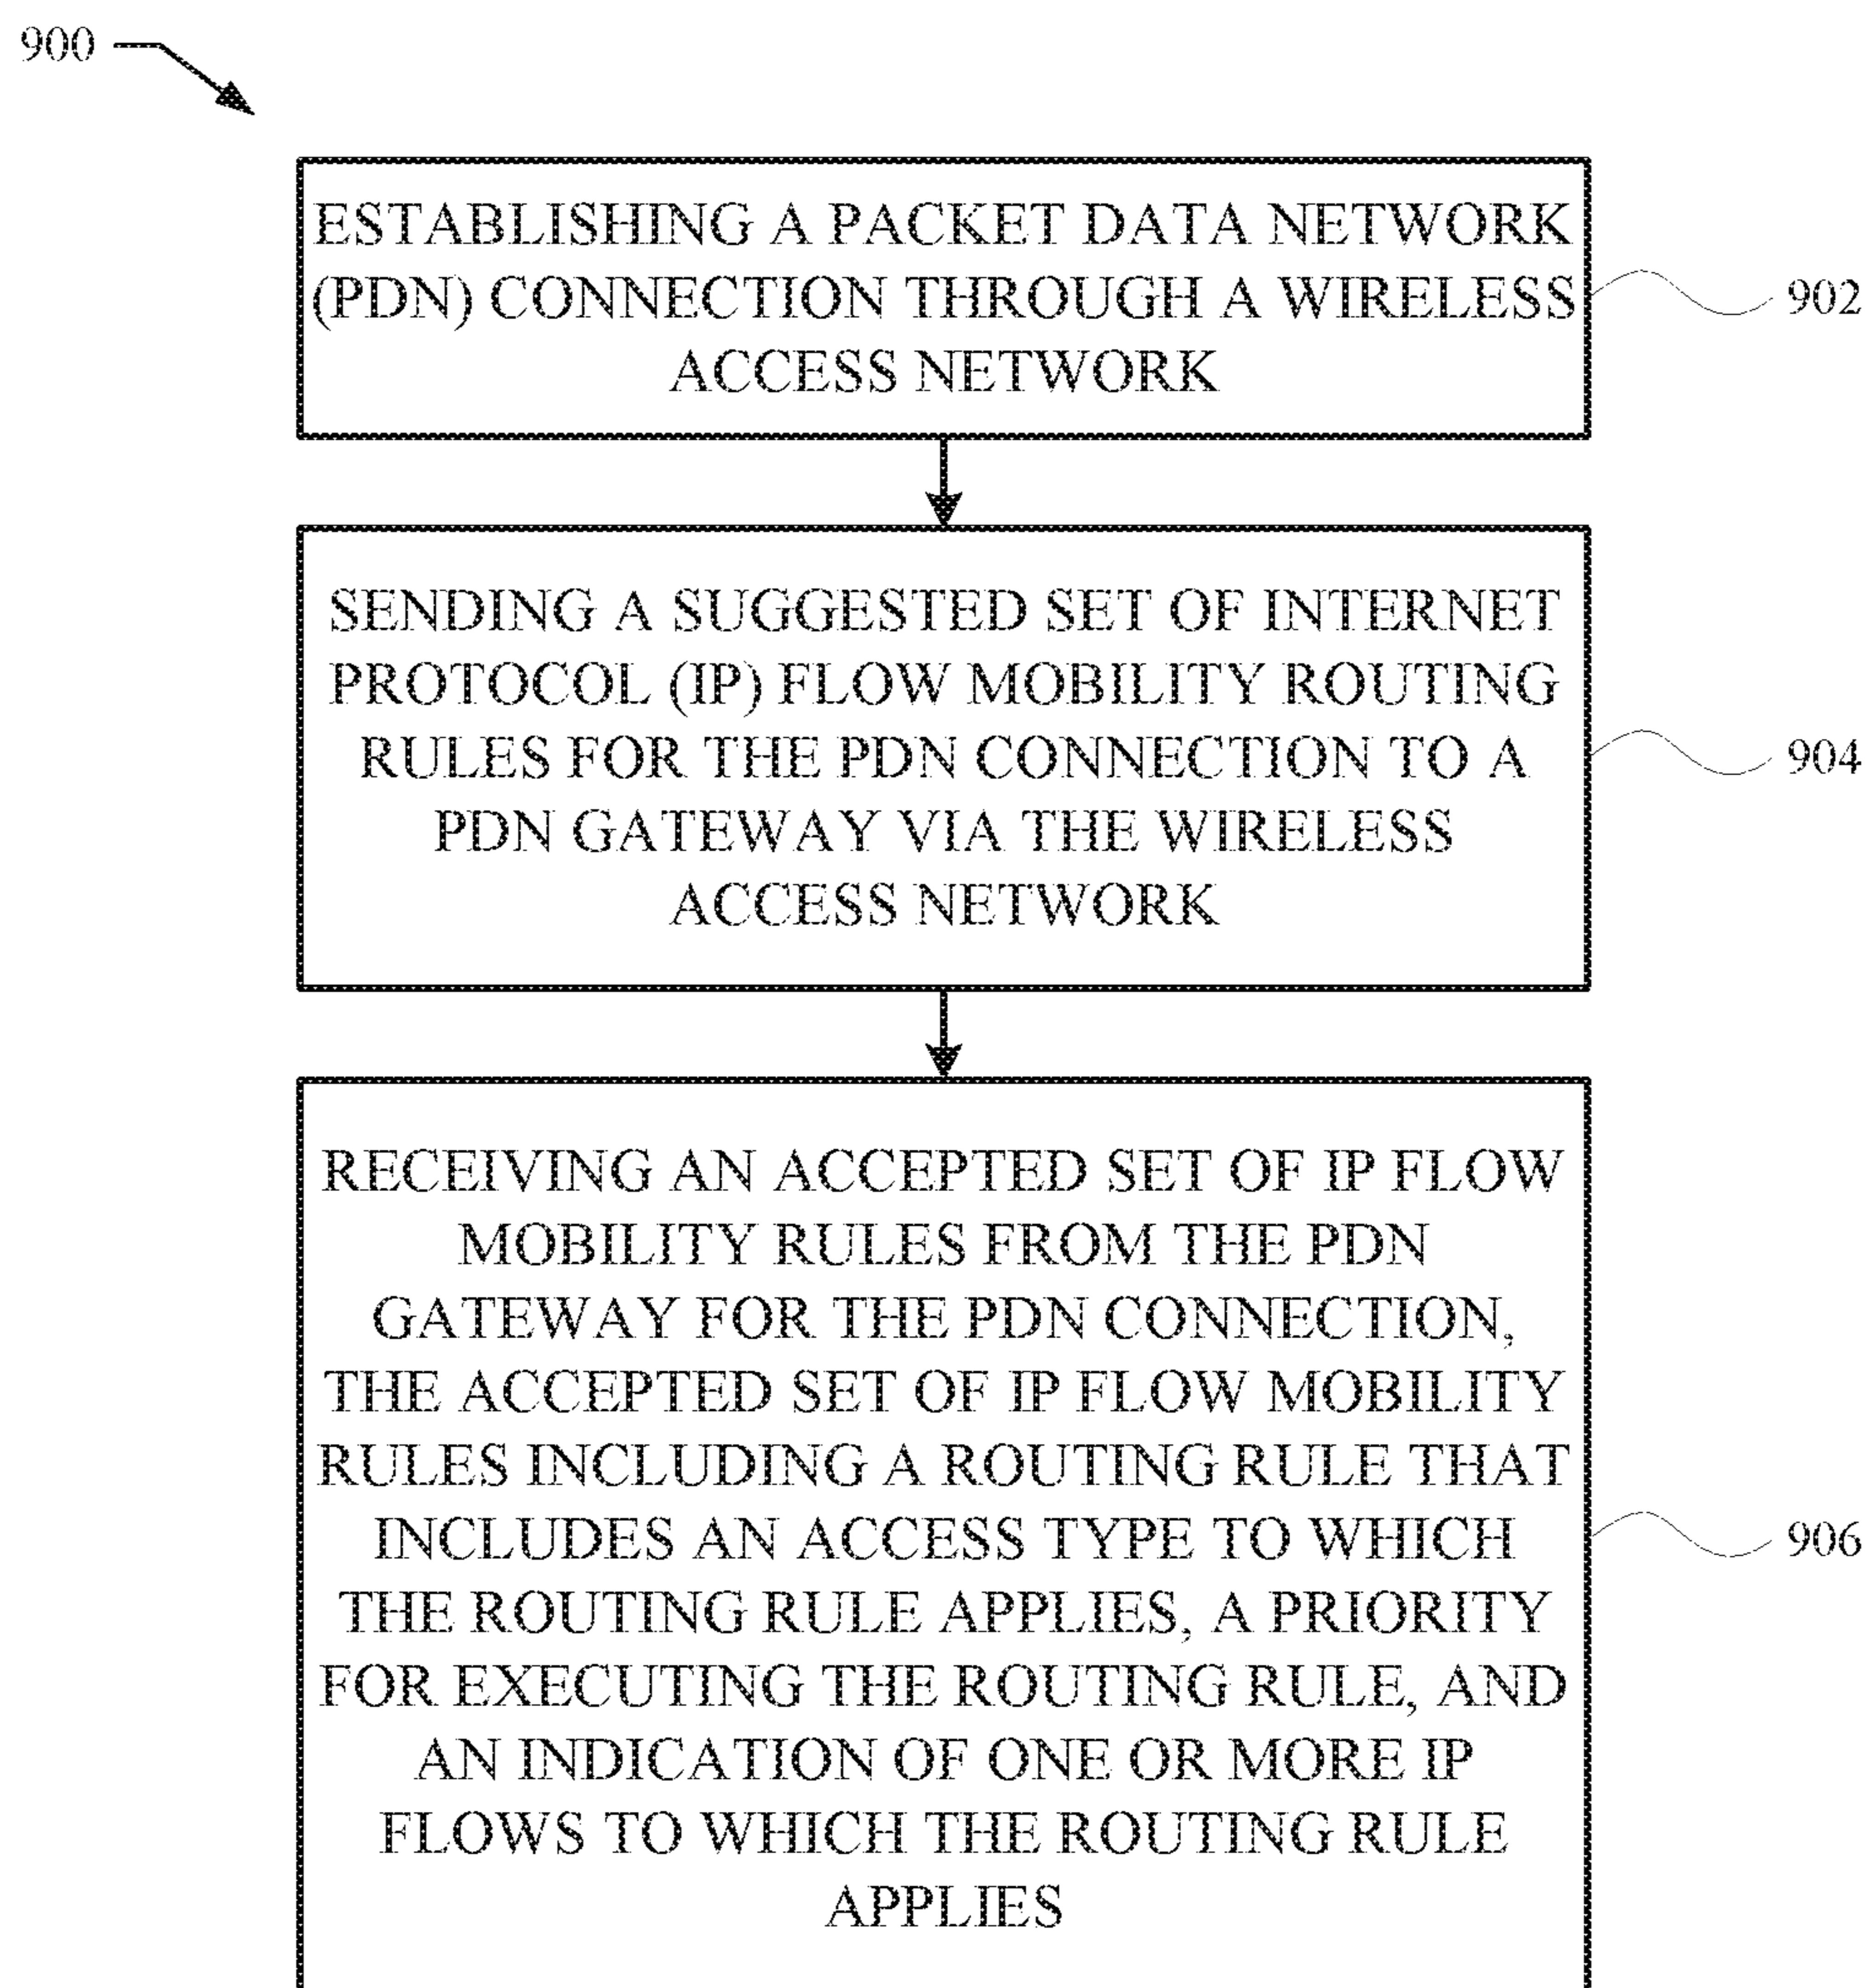 900
ESTABLISHING A PACKET DATA NETWORK
(PDN) CONNECTION THROUGH A WIRELESS
ACCESS NETWORK
902
SENDING A SUGGESTED SET OF INTERNET
PROTOCOL (IP) FLOW MOBILITY ROUTING
RULES FOR THE PDN CONNECTION TO A
PDN GATEWAY VIA THE WIRELESS
ACCESS NETWORK
904
RECEIVING AN ACCEPTED SET OF IP FLOW
MOBILITY RULES FROM THE PDN
GATEWAY FOR THE PDN CONNECTION,
THE ACCEPTED SET OF IP FLOW MOBILITY
RULES INCLUDING A ROUTING RULE THAT
INCLUDES AN ACCESS TYPE TO WHICH
THE ROUTING RULE APPLIES, A PRIORITY
FOR EXECUTING THE ROUTING RULE, AND
AN INDICATION OF ONE OR MORE IP
FLOWS TO WHICH THE ROUTING RULE
APPLIES
906